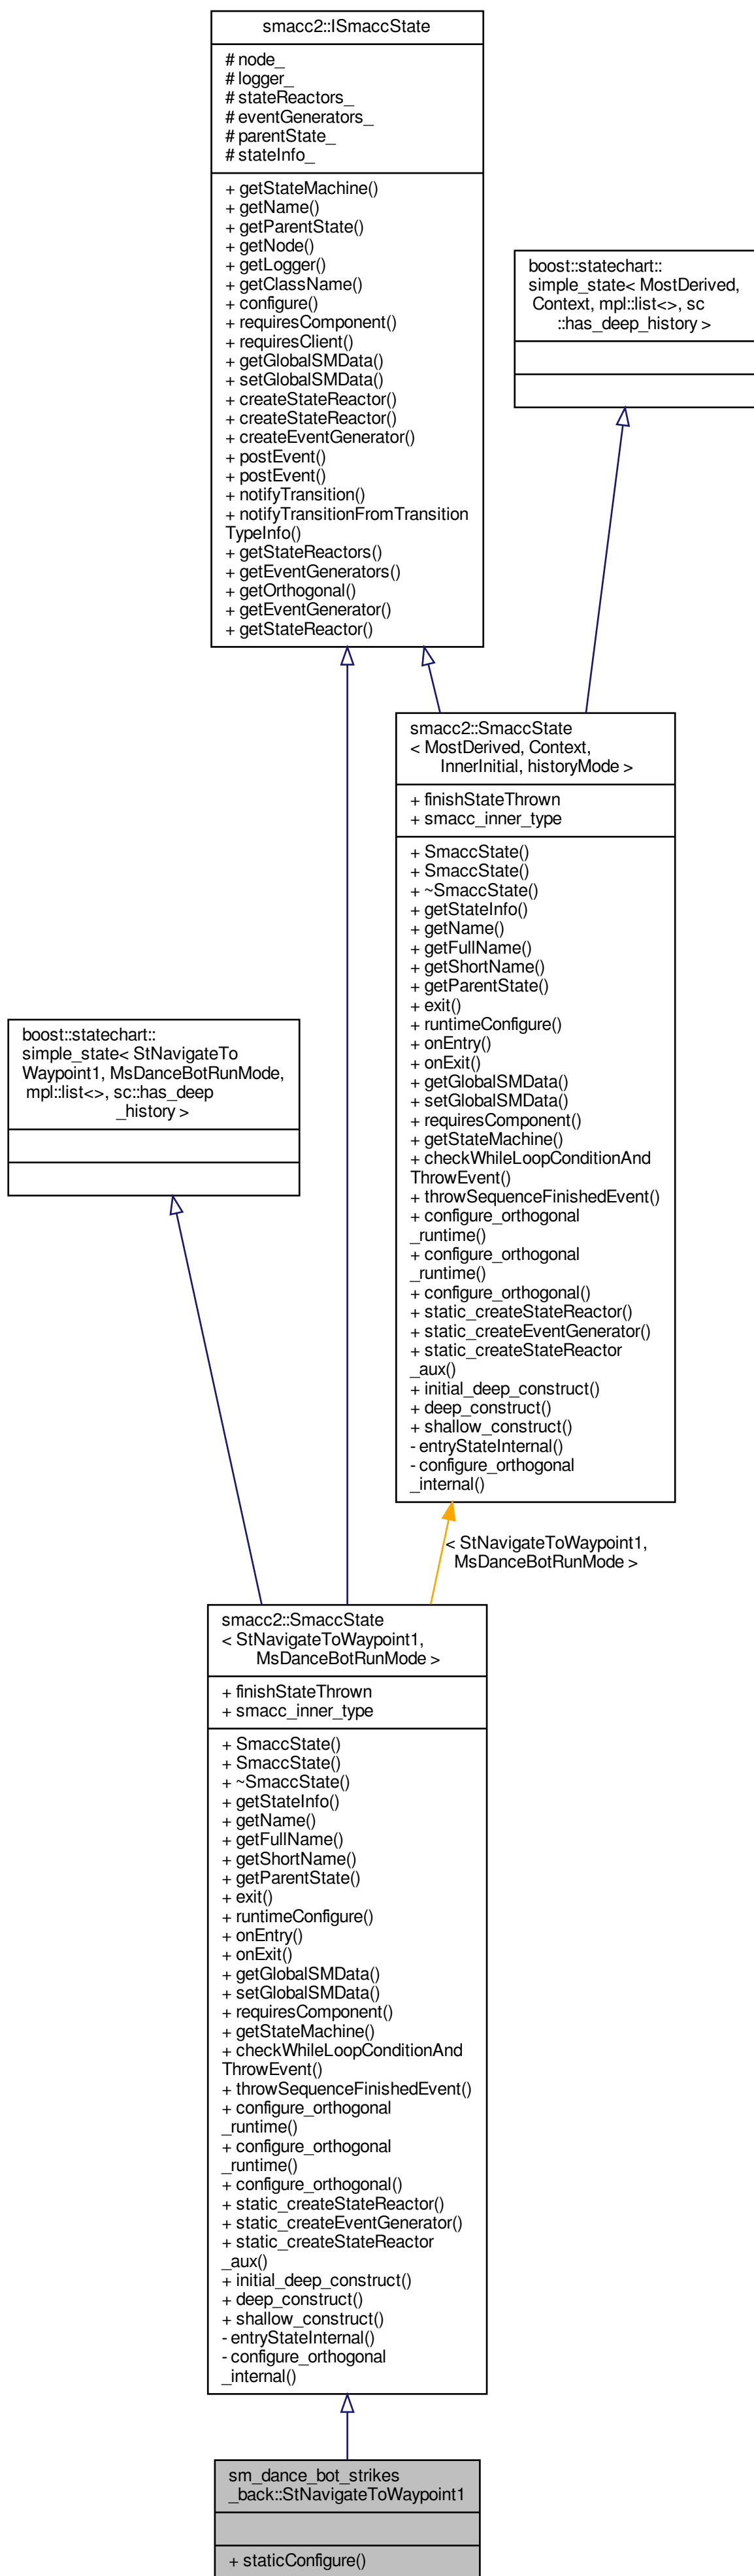 smacc2::ISmaccState
# node_
# logger_
# stateReactors_
# eventGenerators_
# parentState_
# stateInfo_
+ getStateMachine()
+ getName()
+ getParentState()
+ getNode()
+ getLogger()
+ getClassName()
+ configure()
+ requiresComponent()
+ requiresClient()
+ getGlobalSMData()
+ setGlobalSMData()
+ createStateReactor()
+ createStateReactor()
+ createEventGenerator()
+ postEvent()
+ postEvent()
+ notifyTransition()
+ notifyTransitionFromTransition
TypeInfo()
+ getStateReactors()
+ getEventGenerators()
+ getOrthogonal()
+ getEventGenerator()
+ getStateReactor()
boost::statechart::
simple_state< MostDerived,
Context, mpl::list<>, sc
::has_deep_history >
smacc2::SmaccState
< MostDerived, Context,
InnerInitial, historyMode >
+ finishStateThrown
+ smacc_inner_type
+ SmaccState()
+ SmaccState()
+ ~SmaccState()
+ getStateInfo()
+ getName()
+ getFullName()
+ getShortName()
+ getParentState()
+ exit()
+ runtimeConfigure()
+ onEntry()
+ onExit()
+ getGlobalSMData()
+ setGlobalSMData()
+ requiresComponent()
+ getStateMachine()
+ checkWhileLoopConditionAnd
ThrowEvent()
+ throwSequenceFinishedEvent()
+ configure_orthogonal
_runtime()
+ configure_orthogonal
_runtime()
+ configure_orthogonal()
+ static_createStateReactor()
+ static_createEventGenerator()
+ static_createStateReactor
_aux()
+ initial_deep_construct()
+ deep_construct()
+ shallow_construct()
- entryStateInternal()
- configure_orthogonal
_internal()
boost::statechart::
simple_state< StNavigateTo
Waypoint1, MsDanceBotRunMode,
mpl::list<>, sc::has_deep
_history >
< StNavigateToWaypoint1,
MsDanceBotRunMode >
smacc2::SmaccState
< StNavigateToWaypoint1,
MsDanceBotRunMode >
+ finishStateThrown
+ smacc_inner_type
+ SmaccState()
+ SmaccState()
+ ~SmaccState()
+ getStateInfo()
+ getName()
+ getFullName()
+ getShortName()
+ getParentState()
+ exit()
+ runtimeConfigure()
+ onEntry()
+ onExit()
+ getGlobalSMData()
+ setGlobalSMData()
+ requiresComponent()
+ getStateMachine()
+ checkWhileLoopConditionAnd
ThrowEvent()
+ throwSequenceFinishedEvent()
+ configure_orthogonal
_runtime()
+ configure_orthogonal
_runtime()
+ configure_orthogonal()
+ static_createStateReactor()
+ static_createEventGenerator()
+ static_createStateReactor
_aux()
+ initial_deep_construct()
+ deep_construct()
+ shallow_construct()
- entryStateInternal()
- configure_orthogonal
_internal()
sm_dance_bot_strikes
_back::StNavigateToWaypoint1
+ staticConfigure()